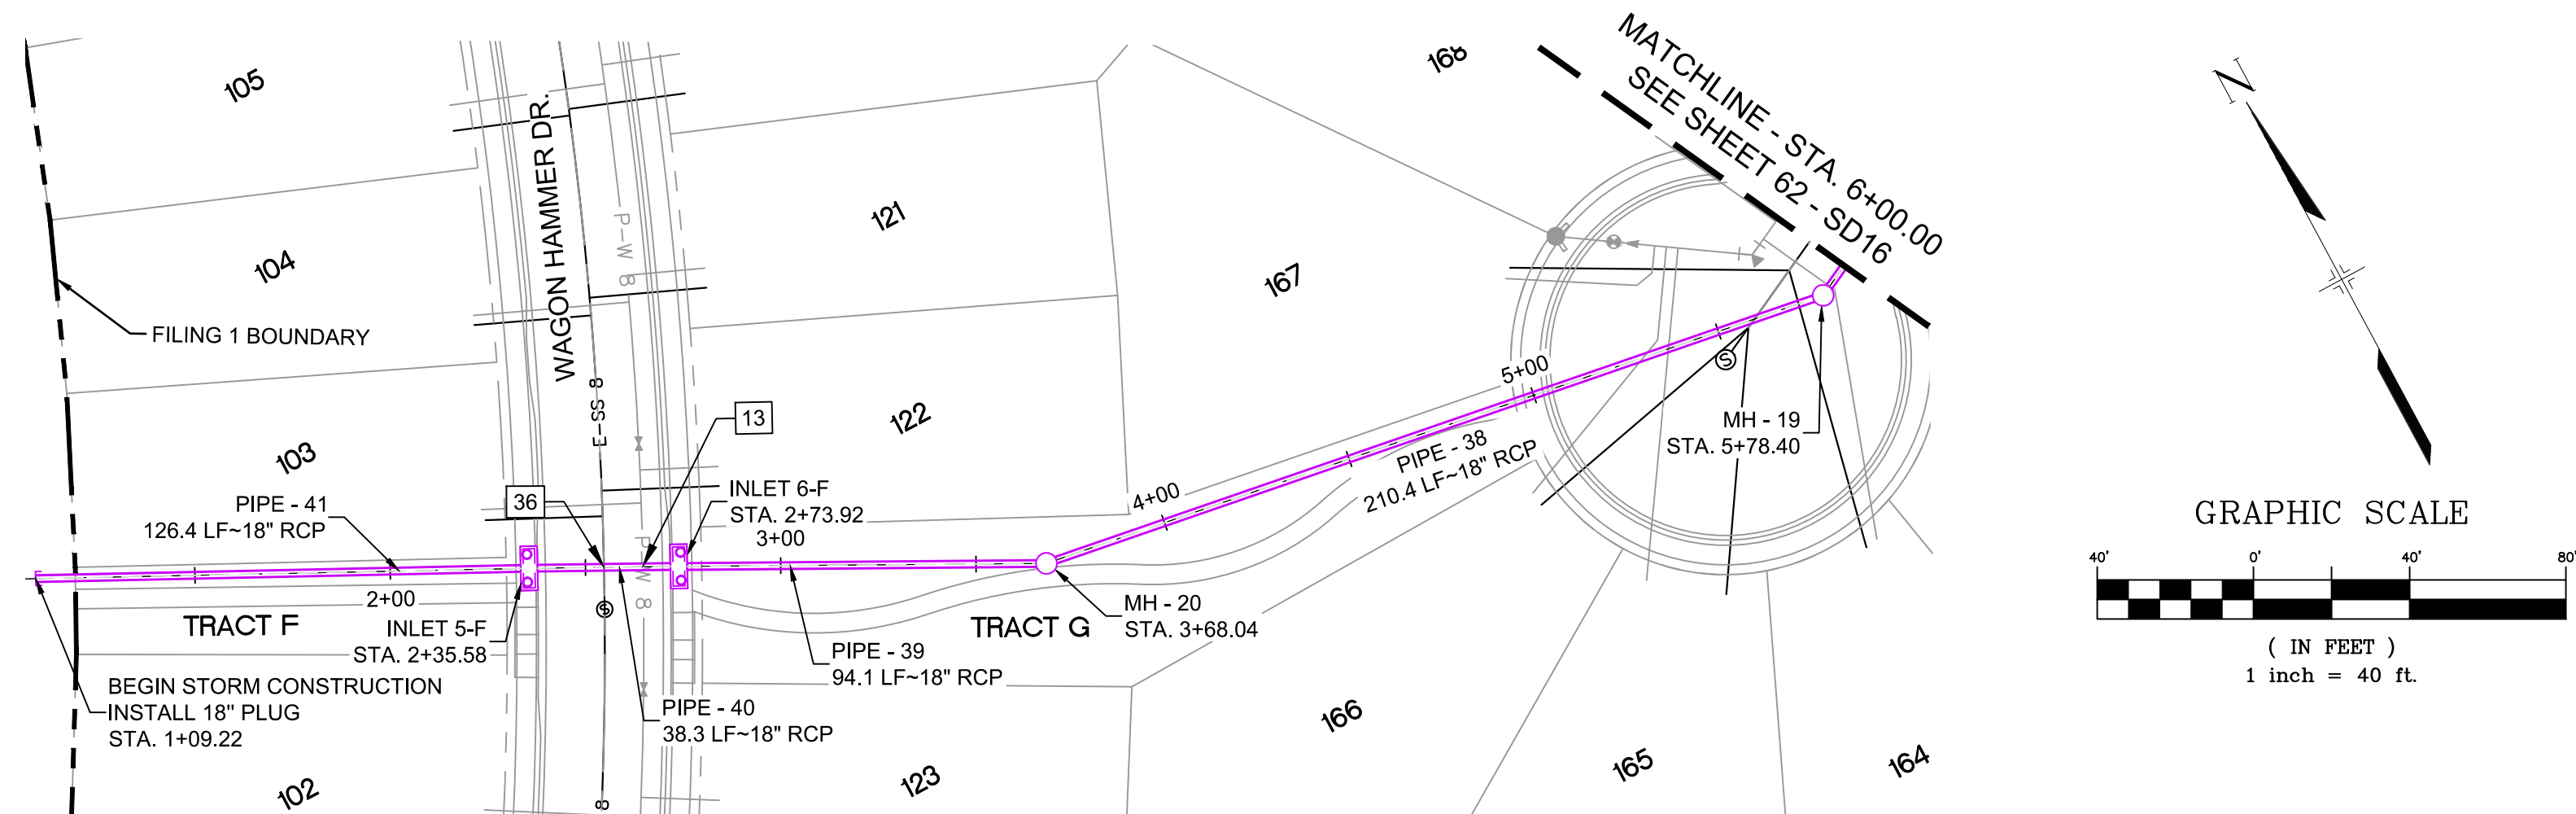 105
104
FILING 1 BOUNDARY
103
PIPE - 41
126.4 LF~18" RCP
2+00
TRACT F
INLET 5-F
STA. 2+35.58
BEGIN STORM CONSTRUCTION
INSTALL 18" PLUG
STA. 1+09.22
102
WAGON HAMMER DR.
P-W 8
E-SS 8
36
13
INLET 6-F
STA. 2+73.92
3+00
P-W 8
S
8
PIPE - 40
38.3 LF~18" RCP
PIPE - 39
94.1 LF~18" RCP
121
122
123
TRACT G
MH - 20
STA. 3+68.04
4+00
PIPE - 38
210.4 LF~18" RCP
5+00
166
167
168
165
164
S
MH - 19
STA. 5+78.40
MATCHLINE - STA. 6+00.00
SEE SHEET 62 - SD16
N
GRAPHIC SCALE
40' 0' 40' 80'
( IN FEET )
1 inch = 40 ft.